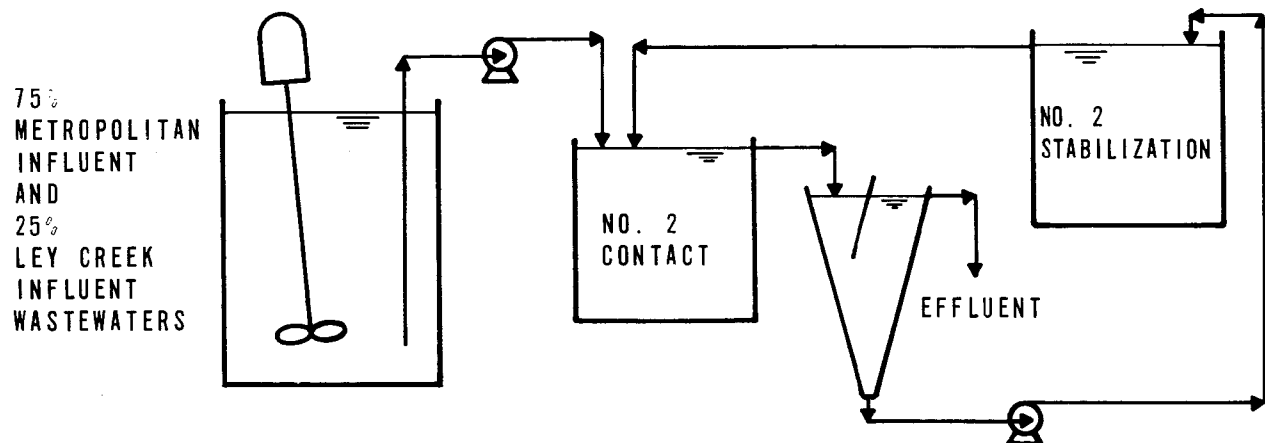 75%
METROPOLITAN
INFLUENT
AND
25%
LEY CREEK
INFLUENT
WASTEWATERS
NO. 2
CONTACT
EFFLUENT
NO. 2
STABILIZATION